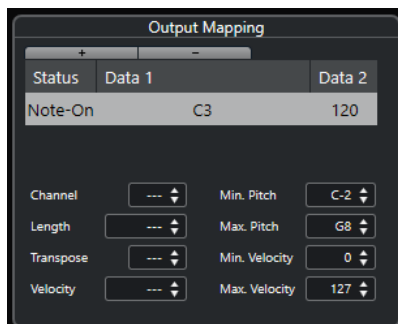 Output Mapping
+ −
Status Data 1 Data 2
Note-On C3 120
Channel --- Min. Pitch C-2
Length --- Max. Pitch G8
Transpose --- Min. Velocity 0
Velocity --- Max. Velocity 127